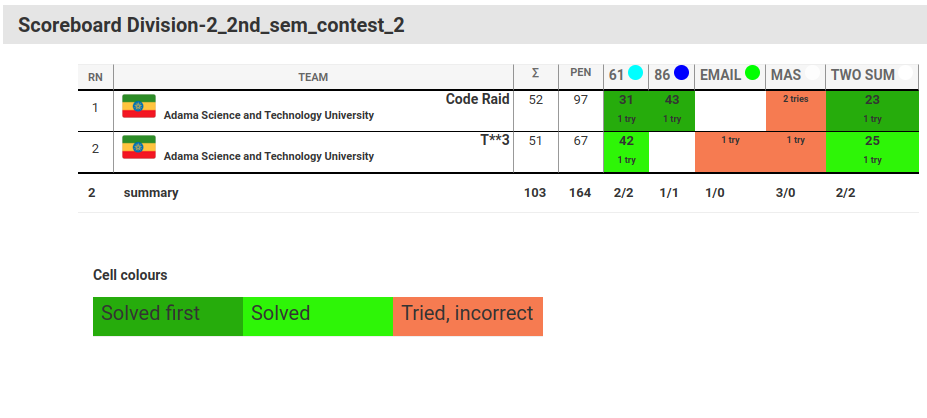 Scoreboard Division-2_2nd_sem_contest_2
RN TEAM Σ PEN 61 86 EMAIL MAS TWO SUM
1 Code Raid 52 97 31 43 2 tries 23
Adama Science and Technology University 1 try 1 try 1 try
2 T**3 51 67 42 1 try 1 try 25
Adama Science and Technology University 1 try 1 try
2 summary 103 164 2/2 1/1 1/0 3/0 2/2
Cell colours
Solved first Solved Tried, incorrect